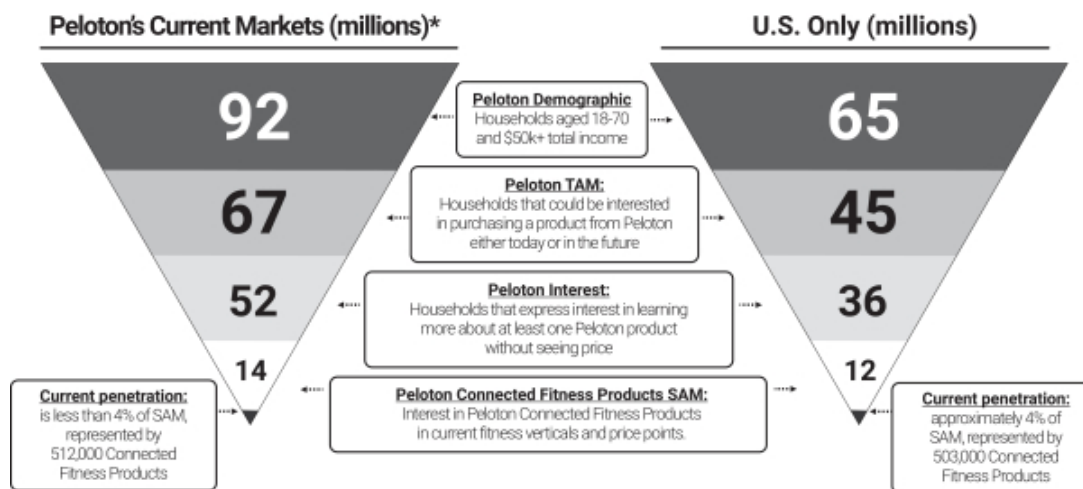 Peloton's Current Markets (millions)*
U.S. Only (millions)
92
Peloton Demographic
Households aged 18-70
and $50k+ total income
65
67
Peloton TAM:
Households that could be interested
in purchasing a product from Peloton
either today or in the future
45
52
Peloton Interest:
Households that express interest in learning
more about at least one Peloton product
without seeing price
36
14
Peloton Connected Fitness Products SAM:
Interest in Peloton Connected Fitness Products
in current fitness verticals and price points.
12
Current penetration:
is less than 4% of SAM,
represented by
512,000 Connected
Fitness Products
Current penetration:
approximately 4% of
SAM, represented by
503,000 Connected
Fitness Products